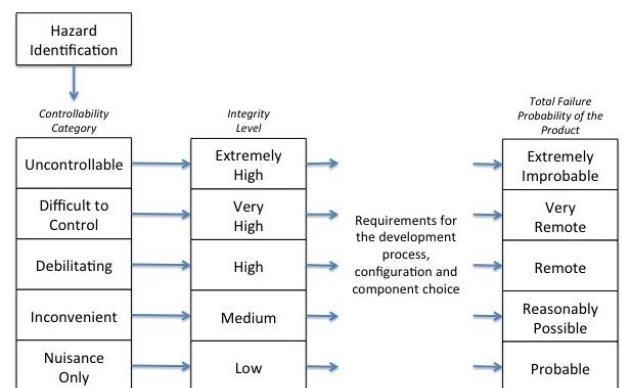 Hazard
Identification
Controllability
Category
Integrity
Level
Total Failure
Probability of the
Product
Uncontrollable
Extremely
High
Extremely
Improbable
Difficult to
Control
Very
High
Very
Remote
Requirements for
the development
process,
configuration and
component choice
Debilitating
High
Remote
Inconvenient
Medium
Reasonably
Possible
Nuisance
Only
Low
Probable